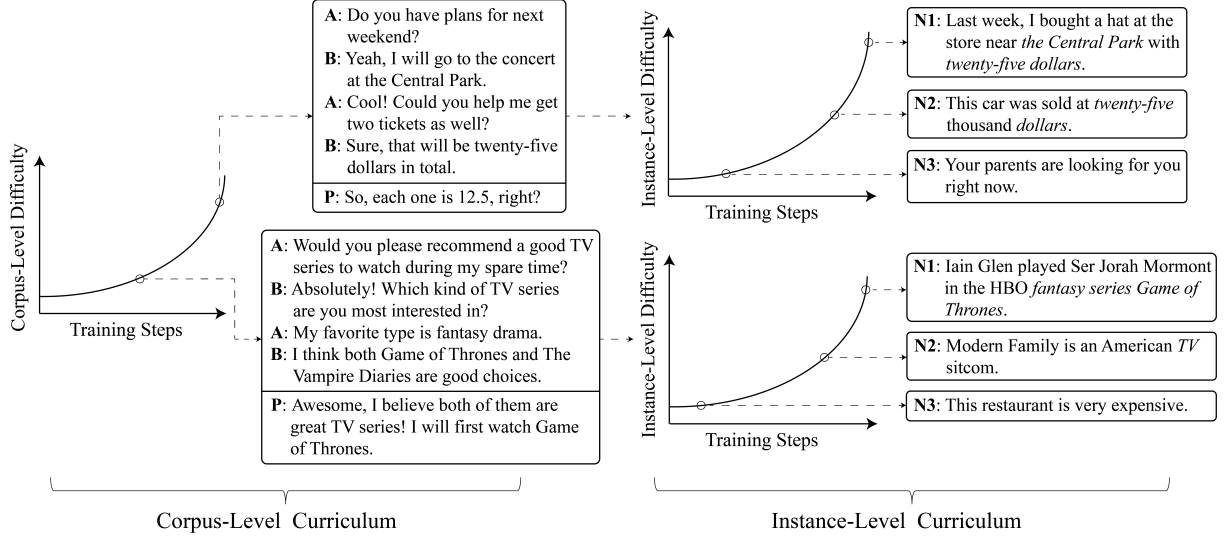 Corpus-Level Difficulty
Training Steps
A: Do you have plans for next
weekend?
B: Yeah, I will go to the concert
at the Central Park.
A: Cool! Could you help me get
two tickets as well?
B: Sure, that will be twenty-five
dollars in total.
P: So, each one is 12.5, right?
A: Would you please recommend a good TV
series to watch during my spare time?
B: Absolutely! Which kind of TV series
are you most interested in?
A: My favorite type is fantasy drama.
B: I think both Game of Thrones and The
Vampire Diaries are good choices.
P: Awesome, I believe both of them are
great TV series! I will first watch Game
of Thrones.
Corpus-Level Curriculum
Instance-Level Difficulty
Training Steps
N1: Last week, I bought a hat at the
store near the Central Park with
twenty-five dollars.
N2: This car was sold at twenty-five
thousand dollars.
N3: Your parents are looking for you
right now.
Instance-Level Difficulty
Training Steps
N1: Iain Glen played Ser Jorah Mormont
in the HBO fantasy series Game of
Thrones.
N2: Modern Family is an American TV
sitcom.
N3: This restaurant is very expensive.
Instance-Level Curriculum